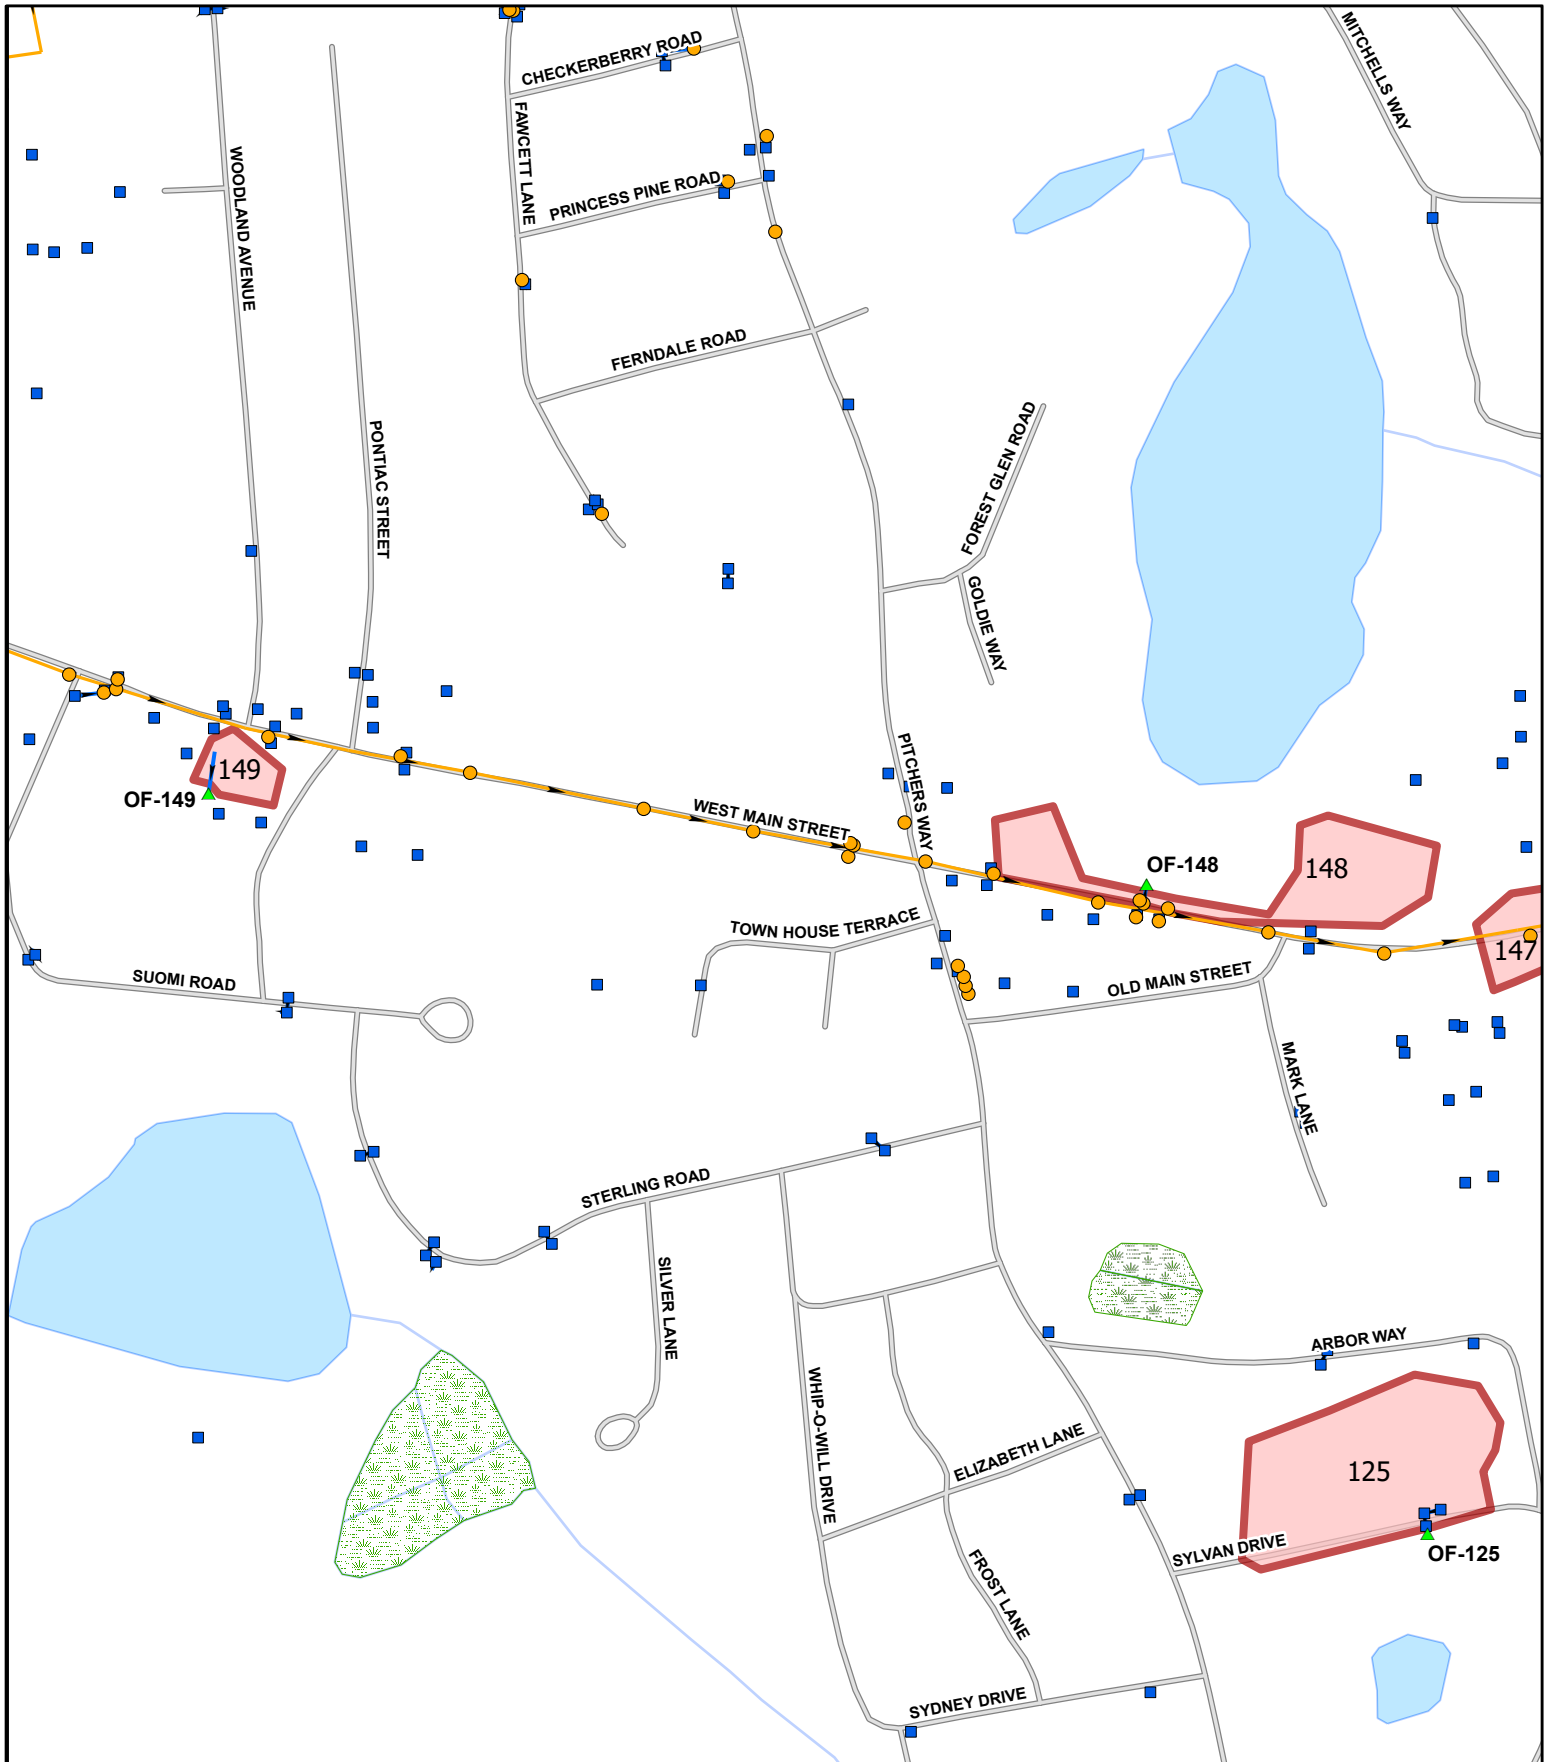 MITCHELLS WAY
CHECKERBERRY ROAD
FAWCETT LANE
WOODLAND AVENUE
PRINCESS PINE ROAD
FERNDALE ROAD
PONTIAC STREET
FOREST GLEN ROAD
GOLDIE WAY
PITCHERS WAY
149
OF-149
WEST MAIN STREET
OF-148
148
147
TOWN HOUSE TERRACE
SUOMI ROAD
OLD MAIN STREET
MARK LANE
STERLING ROAD
SILVER LANE
ARBOR WAY
WHIP-O-WILL DRIVE
ELIZABETH LANE
125
SYLVAN DRIVE
OF-125
FROST LANE
SYDNEY DRIVE